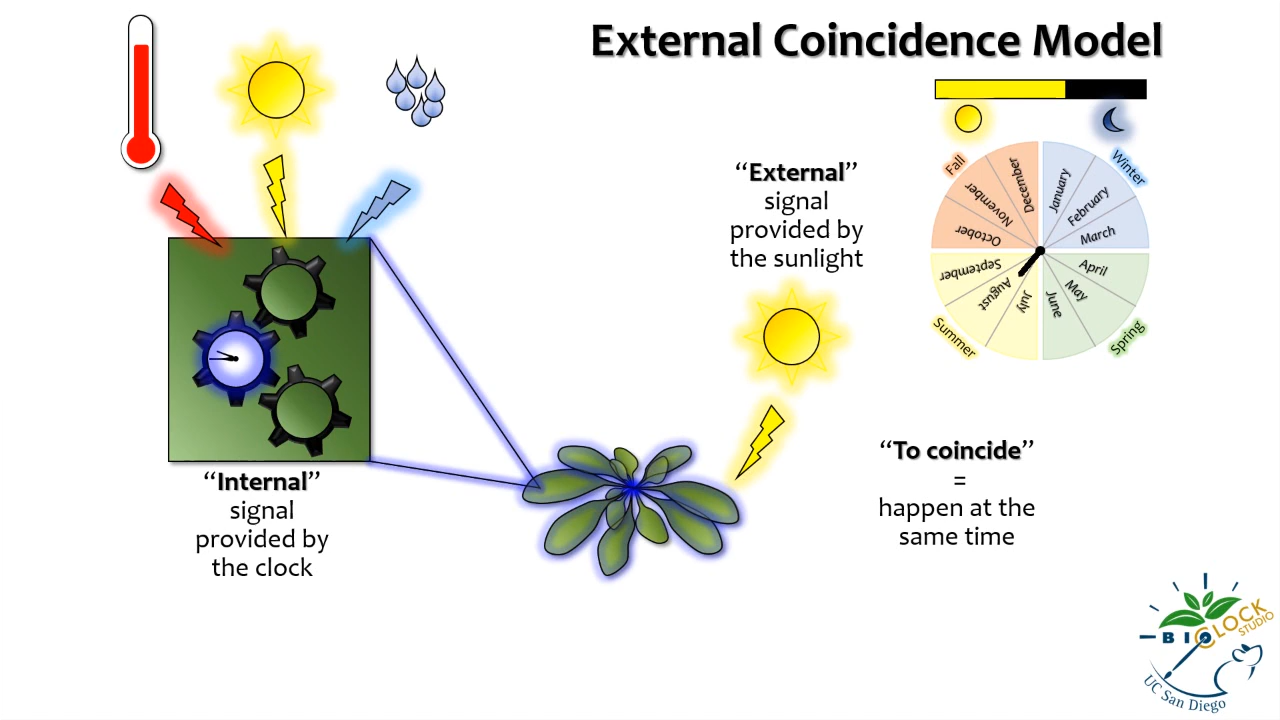 External Coincidence Model
Fall
Winter
December
January
November
February
October
March
September
April
August
May
July
June
Summer
Spring
“External”
signal
provided by
the sunlight
“To coincide”
=
happen at the
same time
“Internal”
signal
provided by
the clock
BIOCLOCK
STUDIO
UC San Diego